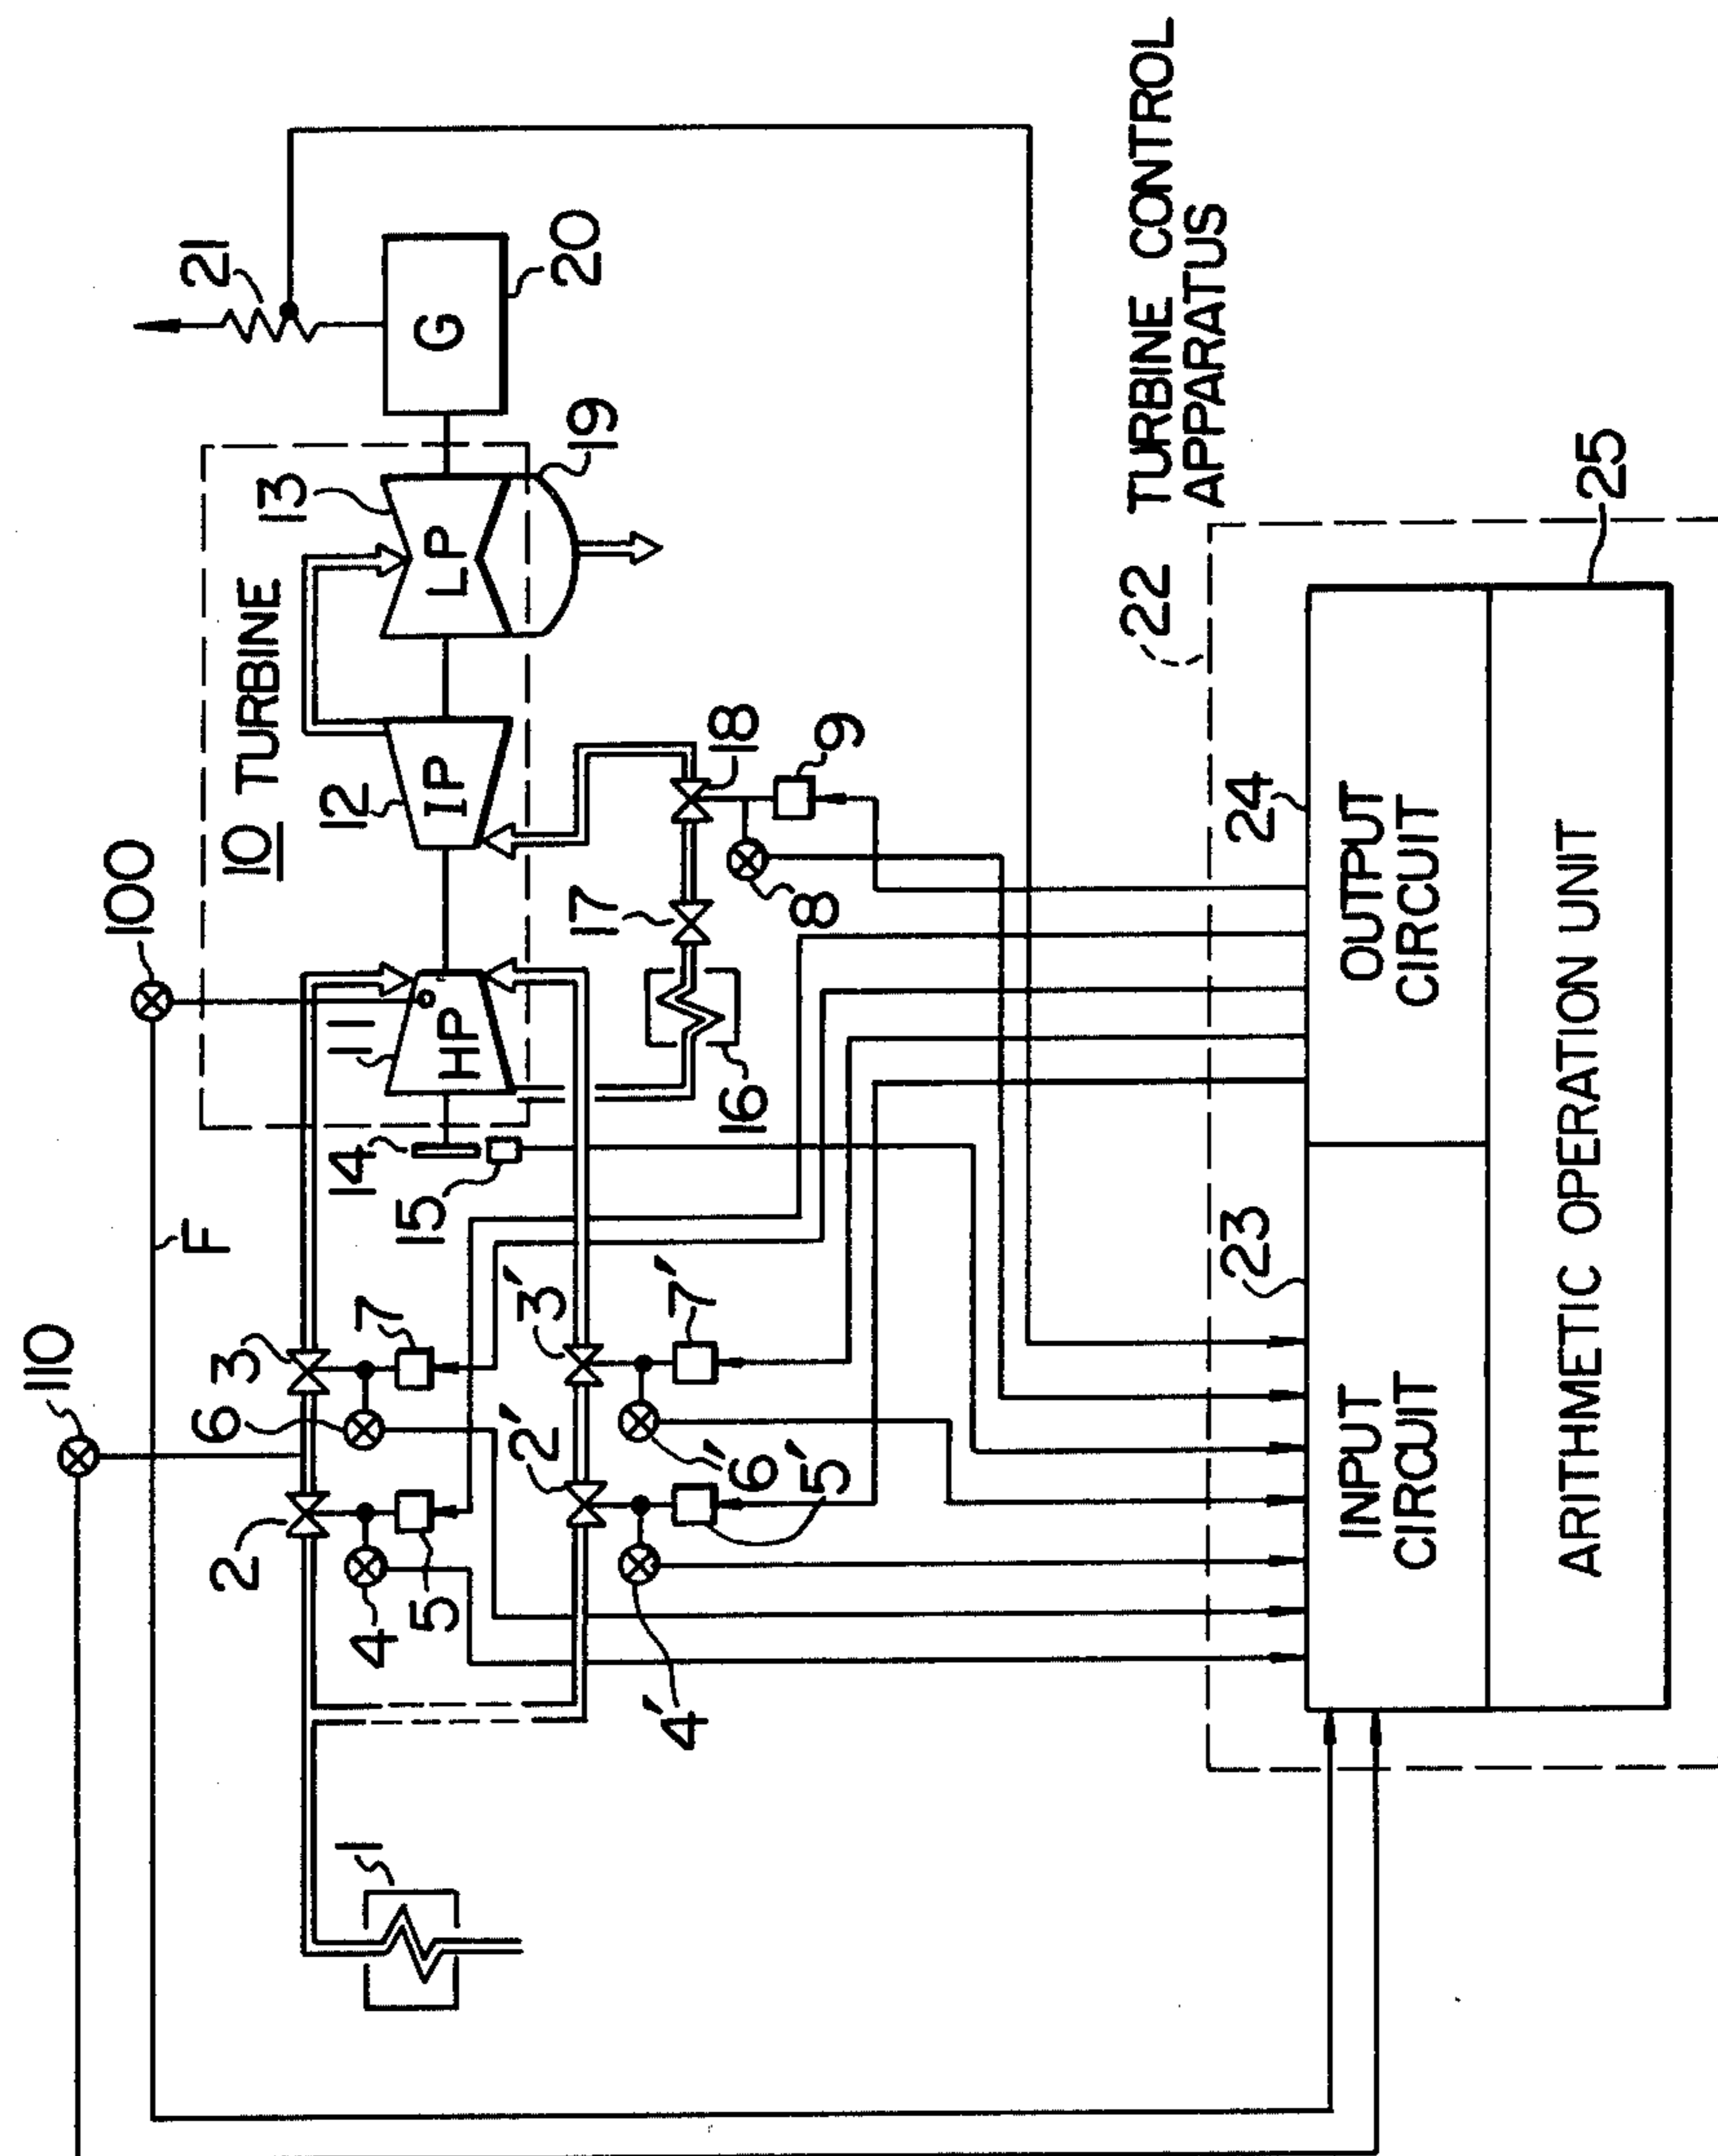 110
100
F
21
10 TURBINE
13
12
11
LP
IP
HP
G
20
19
14
15
16
17
18
9
8
3
2
6
7
4
5
3'
2'
7'
6'
5'
4'
1
22
TURBINE CONTROL
APPARATUS
23
24
25
INPUT
CIRCUIT
OUTPUT
CIRCUIT
ARITHMETIC OPERATION UNIT